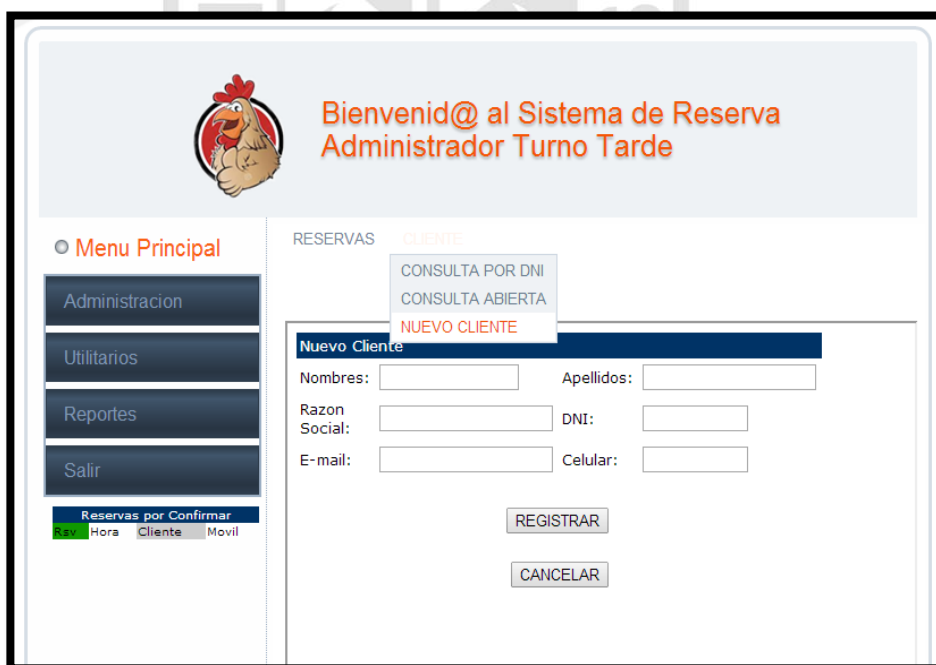 Bienvenid@ al Sistema de Reserva
Administrador Turno Tarde
Menu Principal
Administracion
Utilitarios
Reportes
Salir
Reservas por Confirmar
Rsv Hora Cliente Movil
RESERVAS CLIENTE
CONSULTA POR DNI
CONSULTA ABIERTA
NUEVO CLIENTE
Nuevo Cliente
Nombres: Apellidos:
Razon
Social: DNI:
E-mail: Celular:
REGISTRAR
CANCELAR